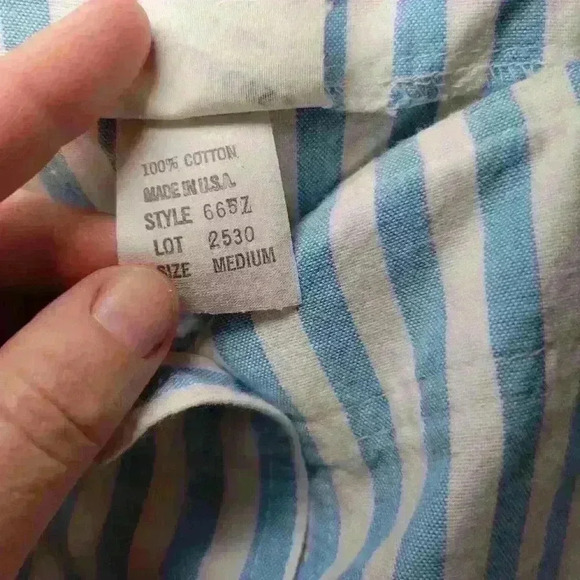 100% COTTON
MADE IN U.S.A.
STYLE 665Z
LOT 2530
SIZE MEDIUM